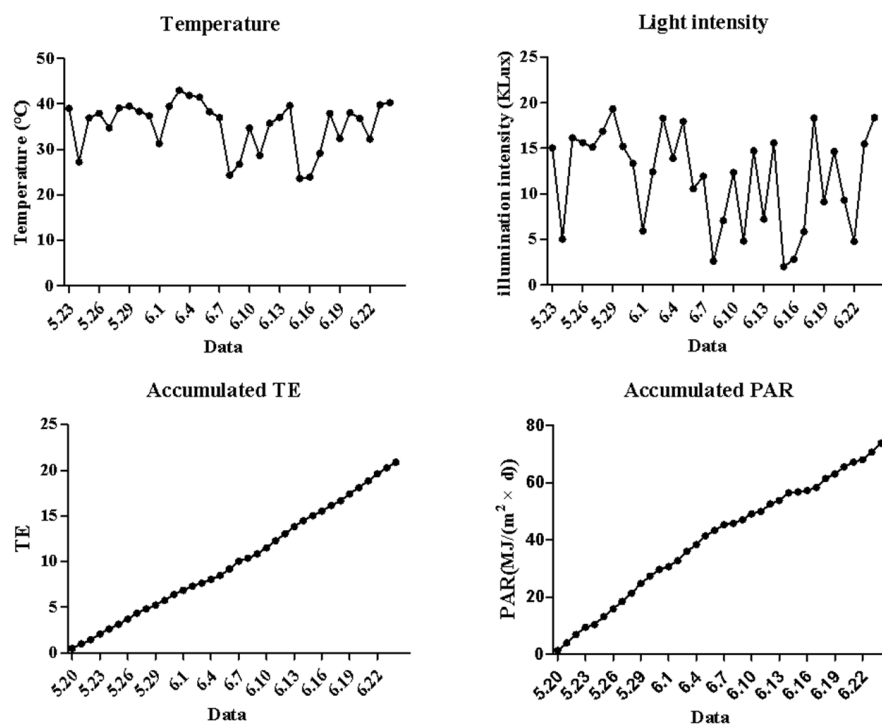 Temperature
50
40
30
20
10
0
Temperature (°C)
5.23 5.26 5.29 6.1 6.4 6.7 6.10 6.13 6.16 6.19 6.22
Data
Light intensity
25
20
15
10
5
0
illumination intensity (KLux)
5.23 5.26 5.29 6.1 6.4 6.7 6.10 6.13 6.16 6.19 6.22
Data
Accumulated TE
25
20
15
10
5
0
TE
5.20 5.23 5.26 5.29 6.1 6.4 6.7 6.10 6.13 6.16 6.19 6.22
Data
Accumulated PAR
80
60
40
20
0
PAR(MJ/(m² × d))
5.20 5.23 5.26 5.29 6.1 6.4 6.7 6.10 6.13 6.16 6.19 6.22
Data